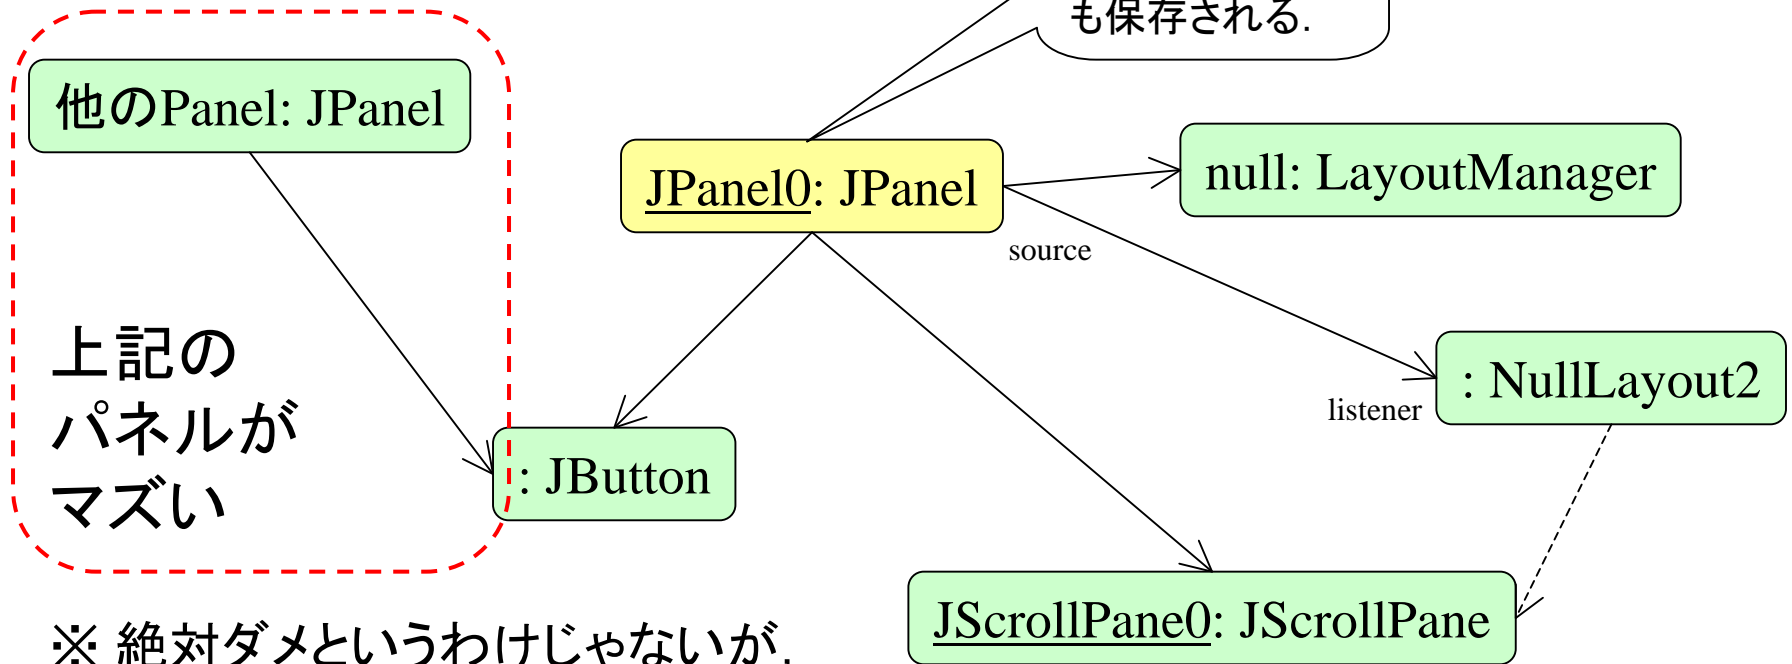 も保存される.
他のPanel: JPanel
JPanel0: JPanel
null: LayoutManager
source
上記の
パネルが
マズい
listener
: NullLayout2
: JButton
JScrollPane0: JScrollPane
※ 絶対ダメというわけじゃないが.